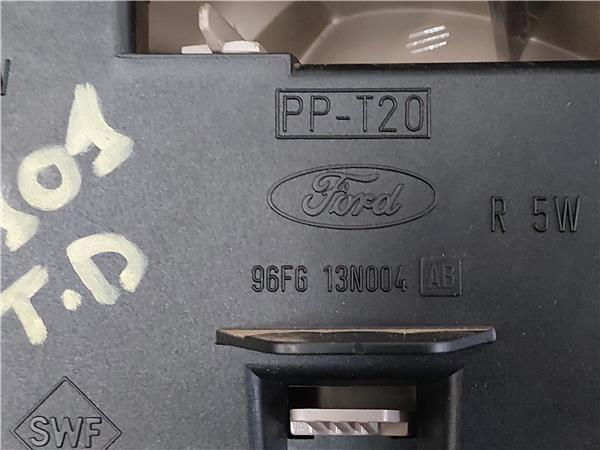 PP-T20
Ford
R 5W
96FG 13N004 AB
T.D
SWF